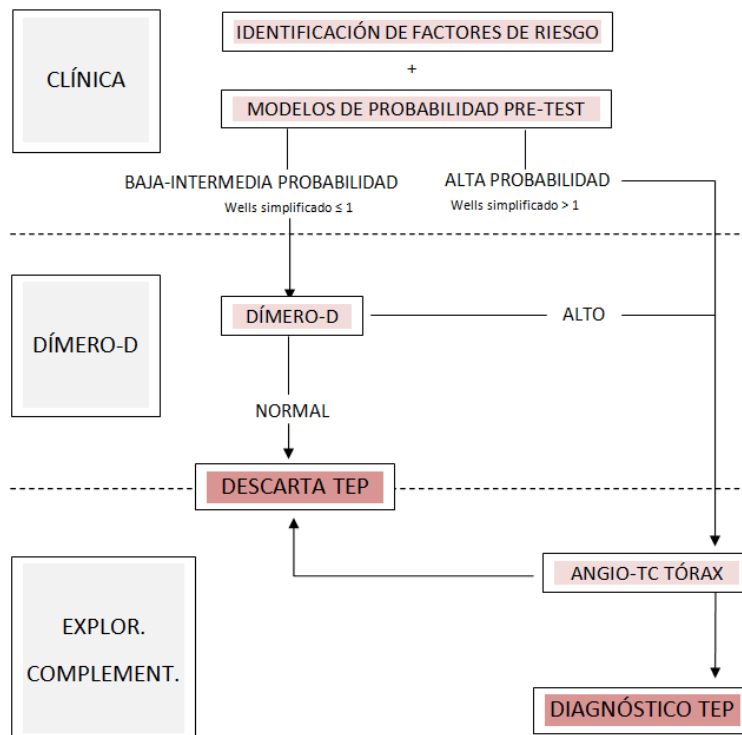 IDENTIFICACIÓN DE FACTORES DE RIESGO
CLÍNICA
+
MODELOS DE PROBABILIDAD PRE-TEST
BAJA-INTERMEDIA PROBABILIDAD
ALTA PROBABILIDAD
Wells simplificado ≤ 1
Wells simplificado > 1
DÍMERO-D
DÍMERO-D
ALTO
NORMAL
DESCARTA TEP
ANGIO-TC TÓRAX
EXPLOR.
COMPLEMENT.
DIAGNÓSTICO TEP